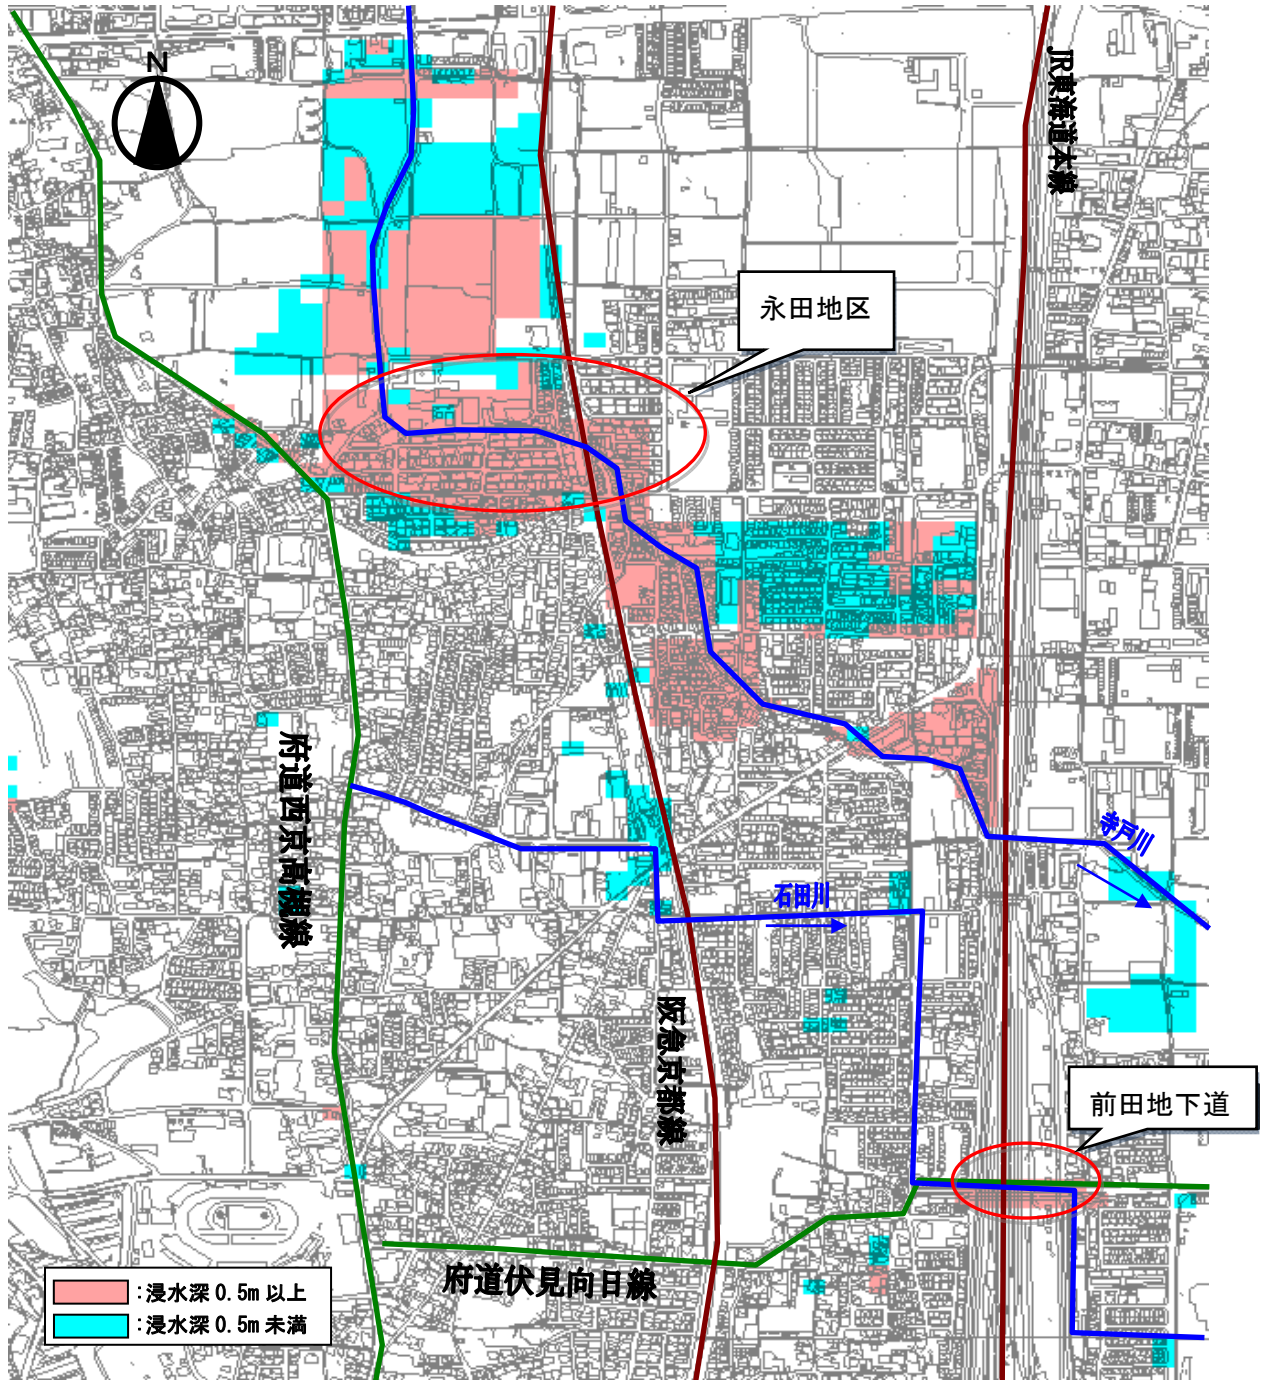 N
JR東海道本線
永田地区
府道西京高槻線
寺戸川
石田川
阪急京都線
前田地下道
府道伏見向日線
:浸水深 0.5m 以上
:浸水深 0.5m 未満